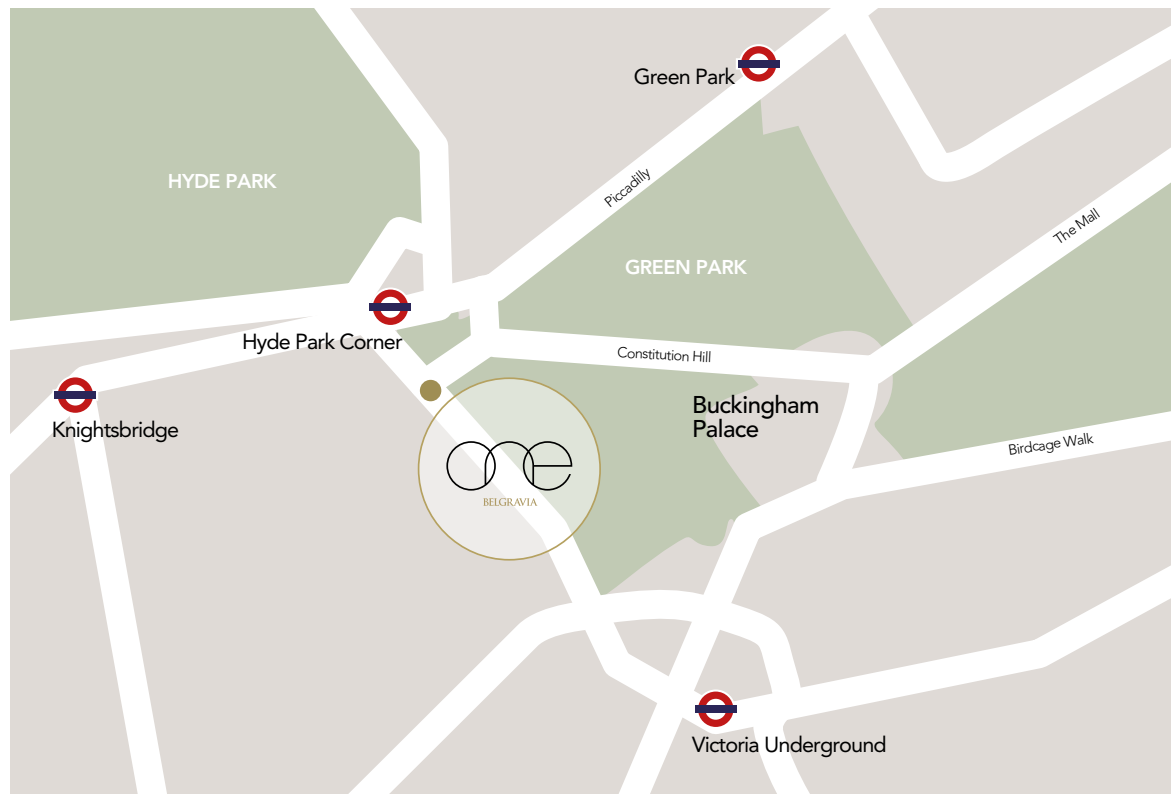 Green Park
HYDE PARK
Piccadilly
The Mall
GREEN PARK
Hyde Park Corner
Constitution Hill
Knightsbridge
Buckingham
Palace
Birdcage Walk
one
BELGRAVIA
Victoria Underground